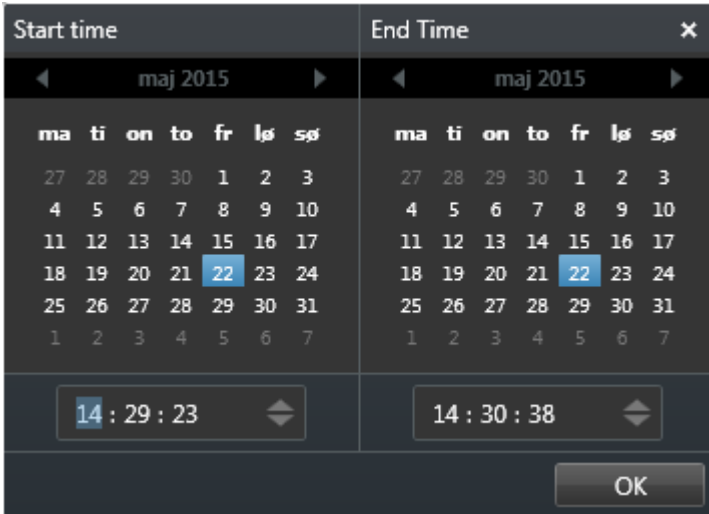 Start time
maj 2015
ma ti on to fr lø sø
27 28 29 30 1 2 3
4 5 6 7 8 9 10
11 12 13 14 15 16 17
18 19 20 21 22 23 24
25 26 27 28 29 30 31
1 2 3 4 5 6 7
14 : 29 : 23
End Time
maj 2015
ma ti on to fr lø sø
27 28 29 30 1 2 3
4 5 6 7 8 9 10
11 12 13 14 15 16 17
18 19 20 21 22 23 24
25 26 27 28 29 30 31
1 2 3 4 5 6 7
14 : 30 : 38
OK